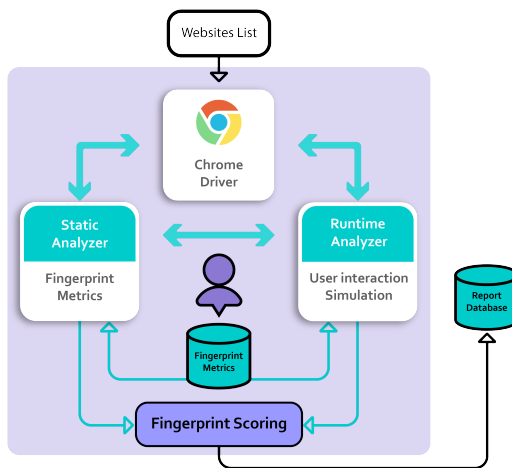 Websites List
Chrome
Driver
Static
Analyzer
Fingerprint
Metrics
Runtime
Analyzer
User interaction
Simulation
Report
Database
Fingerprint
Metrics
Fingerprint Scoring